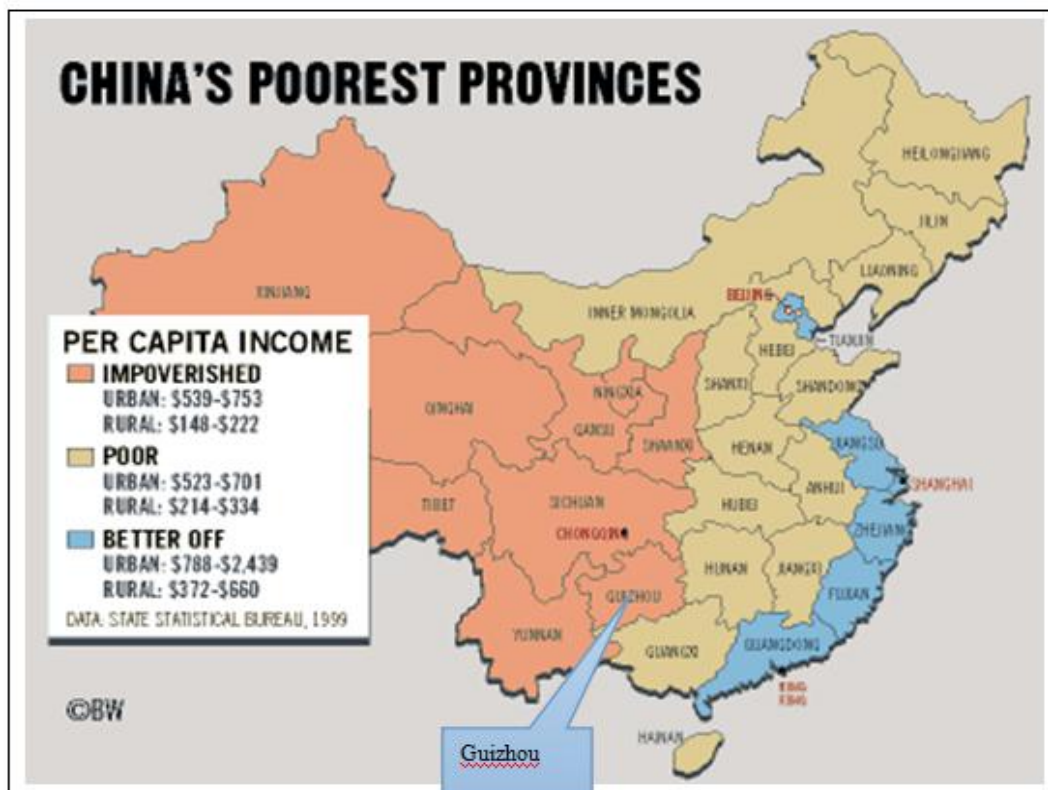 CHINA'S POOREST PROVINCES
HEILONGJIANG
JILIN
LIAONING
XINJIANG
INNER MONGOLIA
BEIJING
TIANJIN
HEBEI
SHANXI
SHANDONG
NINGXIA
QINGHAI
GANSU
SHAANXI
HENAN
JIANGSU
ANHUI
SHANGHAI
TIBET
SICHUAN
HUBEI
CHONGQING
ZHEJIANG
HUNAN
JIANGXI
GUIZHOU
FUJIAN
YUNNAN
GUANGXI
GUANGDONG
HAINAN
PER CAPITA INCOME
IMPOVERISHED
URBAN: $539-$753
RURAL: $148-$222
POOR
URBAN: $523-$701
RURAL: $214-$334
BETTER OFF
URBAN: $788-$2,439
RURAL: $372-$660
DATA: STATE STATISTICAL BUREAU, 1999
©BW
Guizhou